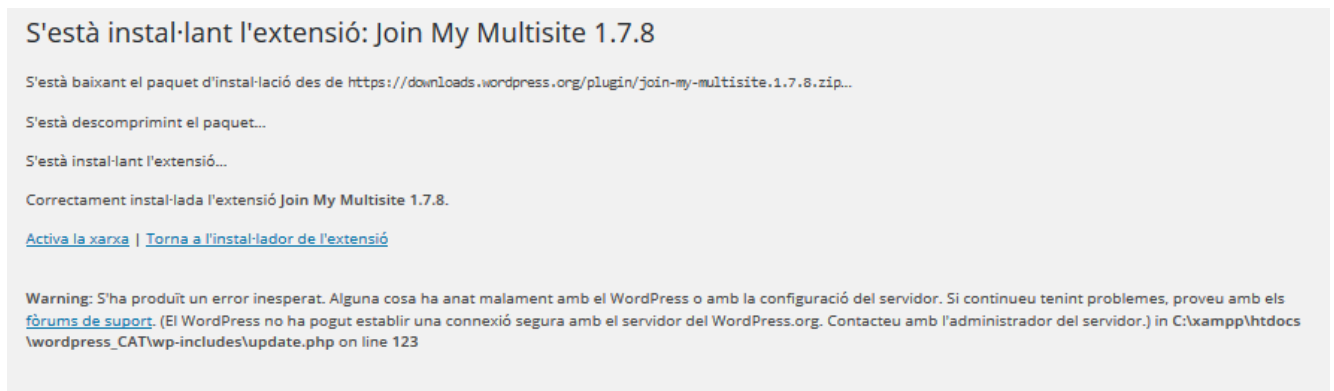 S'està instal·lant l'extensió: Join My Multisite 1.7.8
S'està baixant el paquet d'instal·lació des de https://downloads.wordpress.org/plugin/join-my-multisite.1.7.8.zip…
S'està descomprimint el paquet…
S'està instal·lant l'extensió…
Correctament instal·lada l'extensió Join My Multisite 1.7.8.
Activa la xarxa | Torna a l'instal·lador de l'extensió
Warning: S'ha produït un error inesperat. Alguna cosa ha anat malament amb el WordPress o amb la configuració del servidor. Si continueu tenint problemes, proveu amb els
fòrums de suport. (El WordPress no ha pogut establir una connexió segura amb el servidor del WordPress.org. Contacteu amb l'administrador del servidor.) in C:\xampp\htdocs
\wordpress_CAT\wp-includes\update.php on line 123